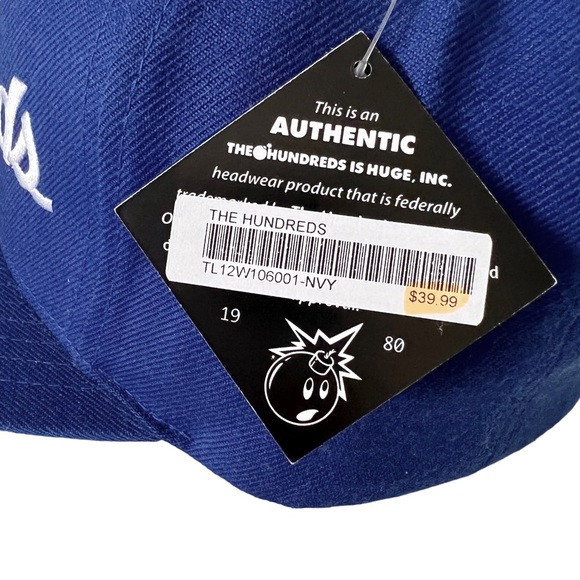 ds
This is an
AUTHENTIC
THE HUNDREDS IS HUGE, INC.
headwear product that is federally
THE HUNDREDS
TL12W106001-NVY
$39.99
19 80